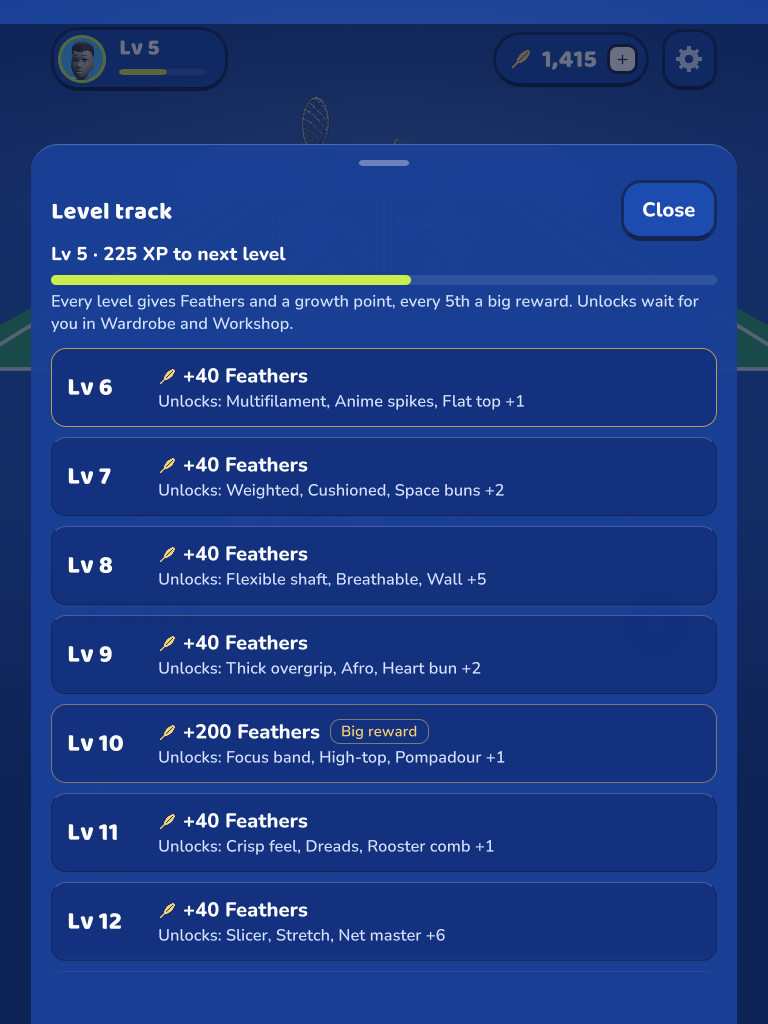 Lv 5
1,415
+
Level track
Close
Lv 5 · 225 XP to next level
Every level gives Feathers and a growth point, every 5th a big reward. Unlocks wait for
you in Wardrobe and Workshop.
Lv 6
+40 Feathers
Unlocks: Multifilament, Anime spikes, Flat top +1
Lv 7
+40 Feathers
Unlocks: Weighted, Cushioned, Space buns +2
Lv 8
+40 Feathers
Unlocks: Flexible shaft, Breathable, Wall +5
Lv 9
+40 Feathers
Unlocks: Thick overgrip, Afro, Heart bun +2
Lv 10
+200 Feathers Big reward
Unlocks: Focus band, High-top, Pompadour +1
Lv 11
+40 Feathers
Unlocks: Crisp feel, Dreads, Rooster comb +1
Lv 12
+40 Feathers
Unlocks: Slicer, Stretch, Net master +6